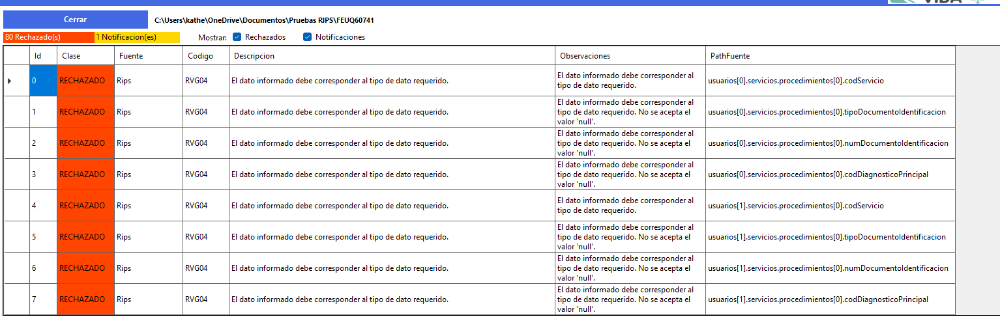 VIDA
Cerrar C:\Users\kathe\OneDrive\Documentos\Pruebas RIPS\FEUQ60741
80 Rechazado(s) 1 Notificacion(es) Mostrar: Rechazados Notificaciones
Id Clase Fuente Codigo Descripcion Observaciones PathFuente
0 RECHAZADO Rips RVG04 El dato informado debe corresponder al tipo de dato requerido. El dato informado debe corresponder al
tipo de dato requerido. usuarios[0].servicios.procedimientos[0].codServicio
1 RECHAZADO Rips RVG04 El dato informado debe corresponder al tipo de dato requerido. El dato informado debe corresponder al
tipo de dato requerido. No se acepta el
valor 'null'. usuarios[0].servicios.procedimientos[0].tipoDocumentoIdentificacion
2 RECHAZADO Rips RVG04 El dato informado debe corresponder al tipo de dato requerido. El dato informado debe corresponder al
tipo de dato requerido. No se acepta el
valor 'null'. usuarios[0].servicios.procedimientos[0].numDocumentoIdentificacion
3 RECHAZADO Rips RVG04 El dato informado debe corresponder al tipo de dato requerido. El dato informado debe corresponder al
tipo de dato requerido. No se acepta el
valor 'null'. usuarios[0].servicios.procedimientos[0].codDiagnosticoPrincipal
4 RECHAZADO Rips RVG04 El dato informado debe corresponder al tipo de dato requerido. El dato informado debe corresponder al
tipo de dato requerido. usuarios[1].servicios.procedimientos[0].codServicio
5 RECHAZADO Rips RVG04 El dato informado debe corresponder al tipo de dato requerido. El dato informado debe corresponder al
tipo de dato requerido. No se acepta el
valor 'null'. usuarios[1].servicios.procedimientos[0].tipoDocumentoIdentificacion
6 RECHAZADO Rips RVG04 El dato informado debe corresponder al tipo de dato requerido. El dato informado debe corresponder al
tipo de dato requerido. No se acepta el
valor 'null'. usuarios[1].servicios.procedimientos[0].numDocumentoIdentificacion
7 RECHAZADO Rips RVG04 El dato informado debe corresponder al tipo de dato requerido. El dato informado debe corresponder al
tipo de dato requerido. No se acepta el
valor 'null'. usuarios[1].servicios.procedimientos[0].codDiagnosticoPrincipal